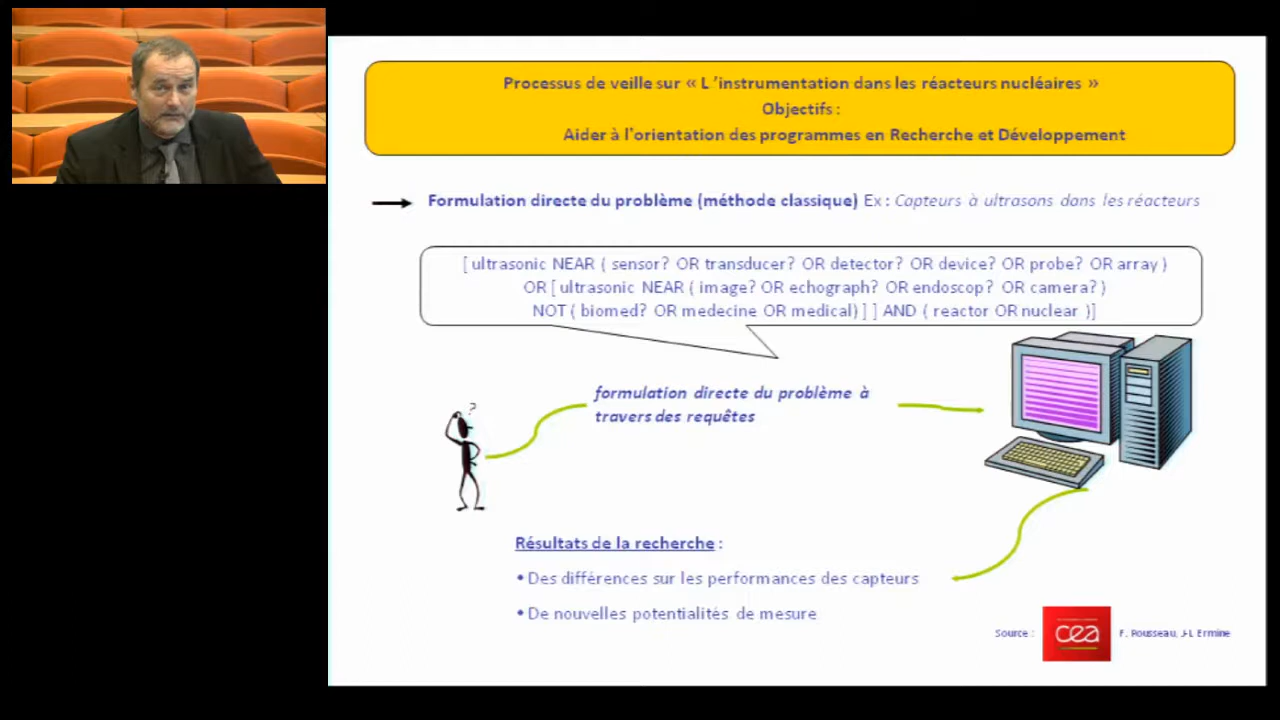 Processus de veille sur « L ’instrumentation dans les réacteurs nucléaires »
Objectifs :
Aider à l’orientation des programmes en Recherche et Développement
Formulation directe du problème (méthode classique) Ex : Capteurs à ultrasons dans les réacteurs
[ ultrasonic NEAR ( sensor? OR transducer? OR detector? OR device? OR probe? OR array )
OR [ ultrasonic NEAR ( image? OR echograph? OR endoscop? OR camera? )
NOT ( biomed? OR medecine OR medical) ] ] AND ( reactor OR nuclear )]
?
formulation directe du problème à
travers des requêtes
Résultats de la recherche :
• Des différences sur les performances des capteurs
• De nouvelles potentialités de mesure
Source : cea F. Rousseau, J-L Ermine